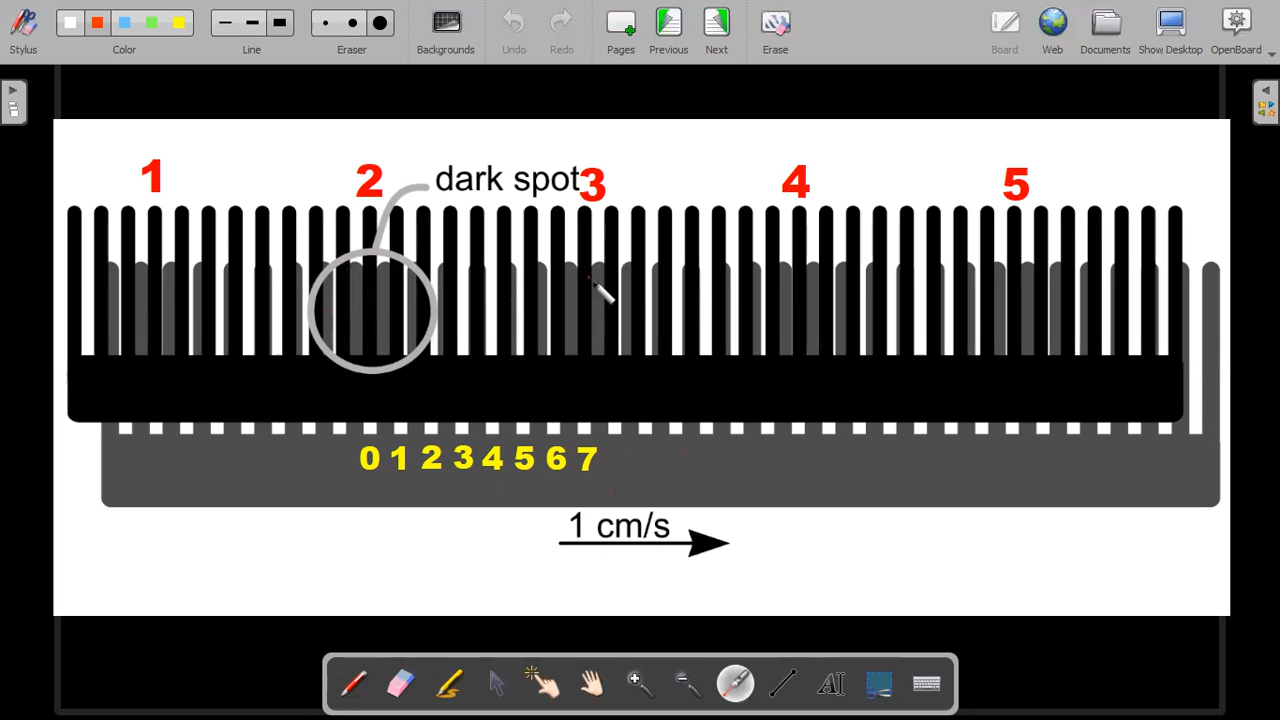 Stylus
Color
Line
Eraser
Backgrounds
Undo
Redo
Pages
Previous
Next
Erase
Board
Web
Documents
Show Desktop
OpenBoard
1
2
dark spot
3
4
5
0 1 2 3 4 5 6 7
1 cm/s
AI